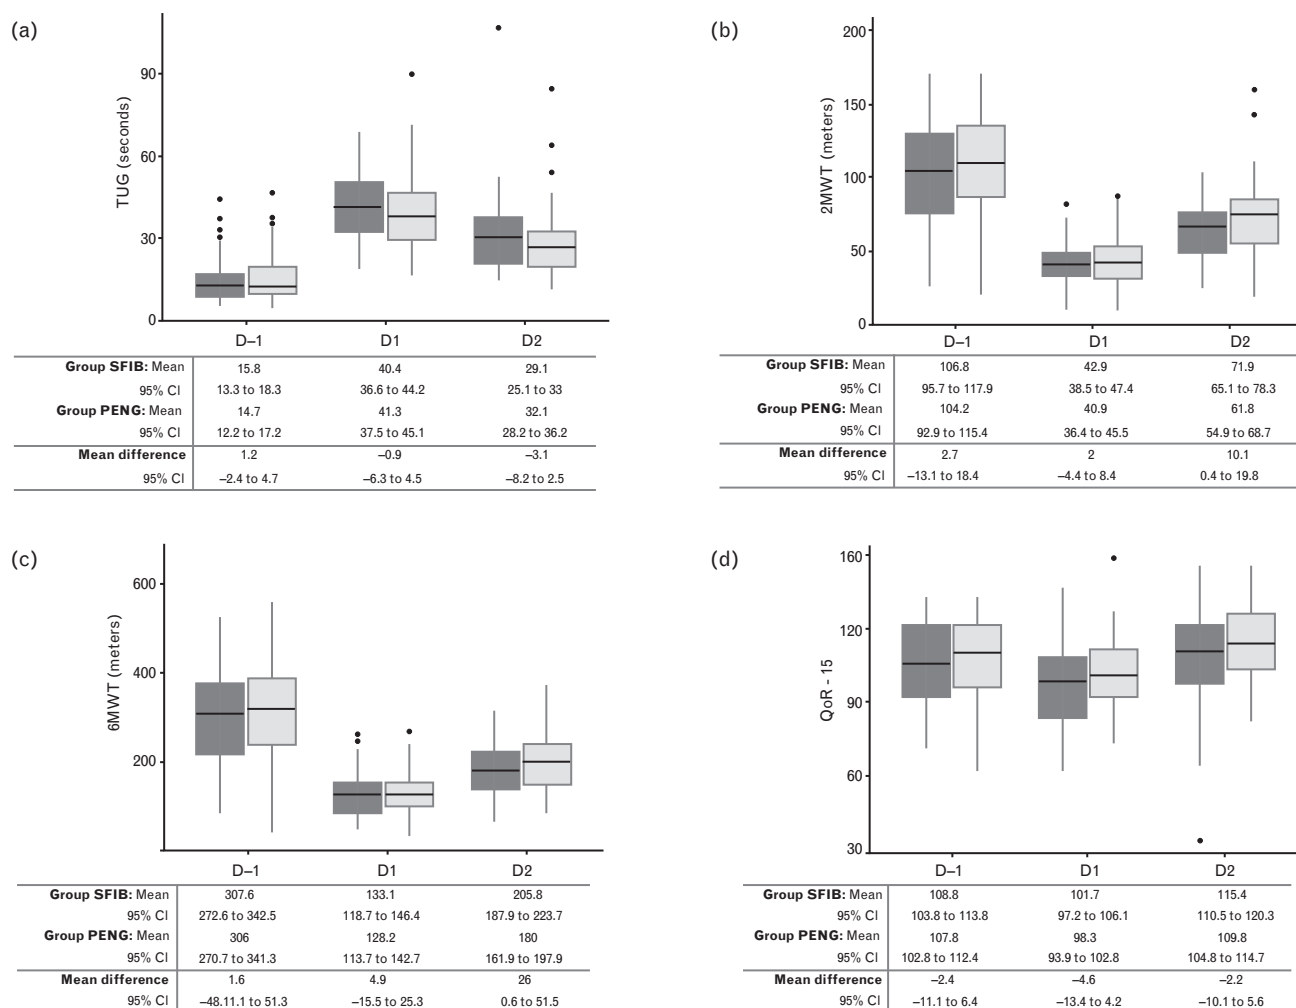 (a)
TUG (seconds)
90
60
30
0
D–1 D1 D2
Group SFIB: Mean 15.8 40.4 29.1
95% CI 13.3 to 18.3 36.6 to 44.2 25.1 to 33
Group PENG: Mean 14.7 41.3 32.1
95% CI 12.2 to 17.2 37.5 to 45.1 28.2 to 36.2
Mean difference 1.2 –0.9 –3.1
95% CI –2.4 to 4.7 –6.3 to 4.5 –8.2 to 2.5
(b)
2MWT (meters)
200
150
100
50
0
D–1 D1 D2
Group SFIB: Mean 106.8 42.9 71.9
95% CI 95.7 to 117.9 38.5 to 47.4 65.1 to 78.3
Group PENG: Mean 104.2 40.9 61.8
95% CI 92.9 to 115.4 36.4 to 45.5 54.9 to 68.7
Mean difference 2.7 2 10.1
95% CI –13.1 to 18.4 –4.4 to 8.4 0.4 to 19.8
(c)
6MWT (meters)
600
400
200
D–1 D1 D2
Group SFIB: Mean 307.6 133.1 205.8
95% CI 272.6 to 342.5 118.7 to 146.4 187.9 to 223.7
Group PENG: Mean 306 128.2 180
95% CI 270.7 to 341.3 113.7 to 142.7 161.9 to 197.9
Mean difference 1.6 4.9 26
95% CI –48.11.1 to 51.3 –15.5 to 25.3 0.6 to 51.5
(d)
QoR - 15
160
120
90
60
30
D–1 D1 D2
Group SFIB: Mean 108.8 101.7 115.4
95% CI 103.8 to 113.8 97.2 to 106.1 110.5 to 120.3
Group PENG: Mean 107.8 98.3 109.8
95% CI 102.8 to 112.4 93.9 to 102.8 104.8 to 114.7
Mean difference –2.4 –4.6 –2.2
95% CI –11.1 to 6.4 –13.4 to 4.2 –10.1 to 5.6